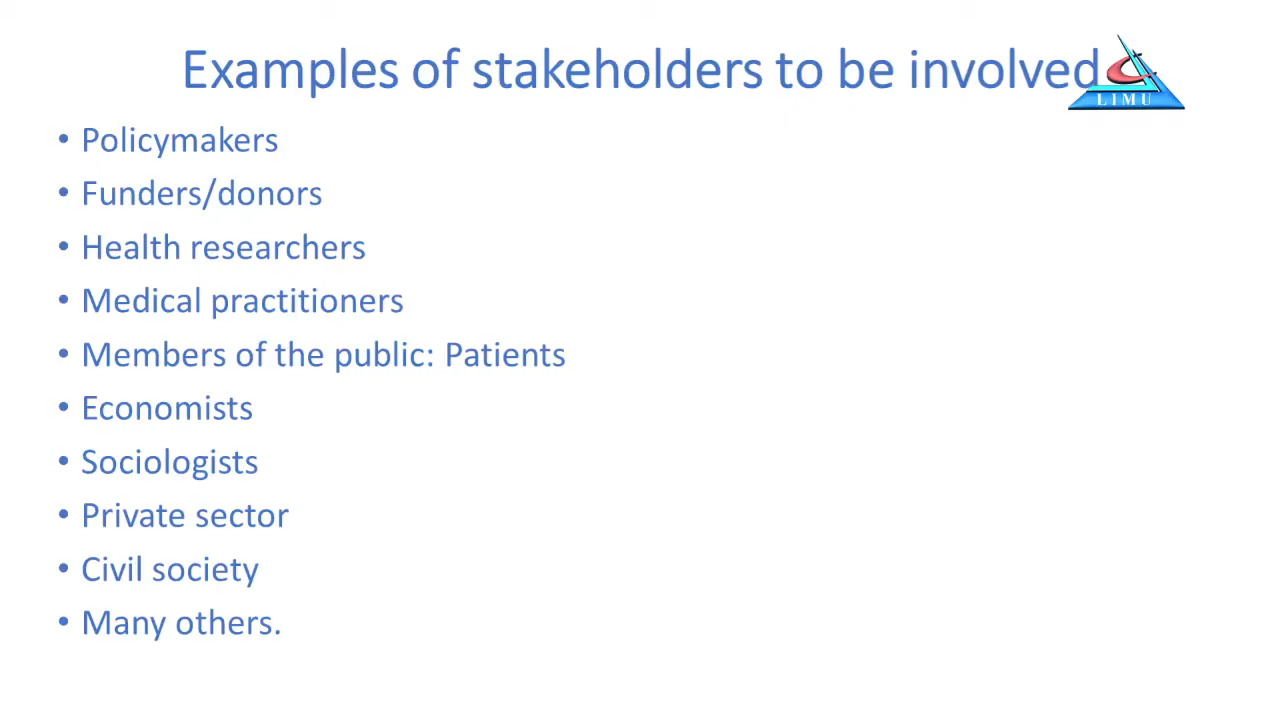 Examples of stakeholders to be involved
LIMU
• Policymakers
• Funders/donors
• Health researchers
• Medical practitioners
• Members of the public: Patients
• Economists
• Sociologists
• Private sector
• Civil society
• Many others.